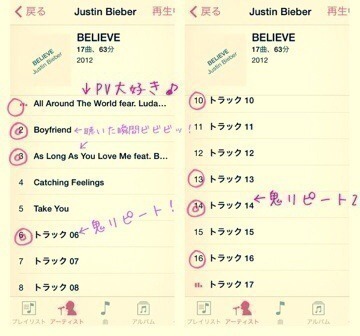 戻る
Justin Bieber
再生中
BELIEVE
Justin Bieber
BELIEVE
17曲、63分
2012
↓PV大好き♪
All Around The World feat. Luda...
2 Boyfriend
←聴いた瞬間ビビビッ!
3 As Long As You Love Me feat. B...
4 Catching Feelings
5 Take You
6 トラック 06
←鬼リピート!
7 トラック 07
8 トラック 08
プレイリスト
アーティスト
曲
アルバム
戻る
Justin Bieber
再生中
BELIEVE
Justin Bieber
BELIEVE
17曲、63分
2012
10 トラック 10
11 トラック 11
12 トラック 12
13 トラック 13
14 トラック 14
←鬼リピート2
15 トラック 15
16 トラック 16
トラック 17
プレイリスト
アーティスト
曲
アルバム